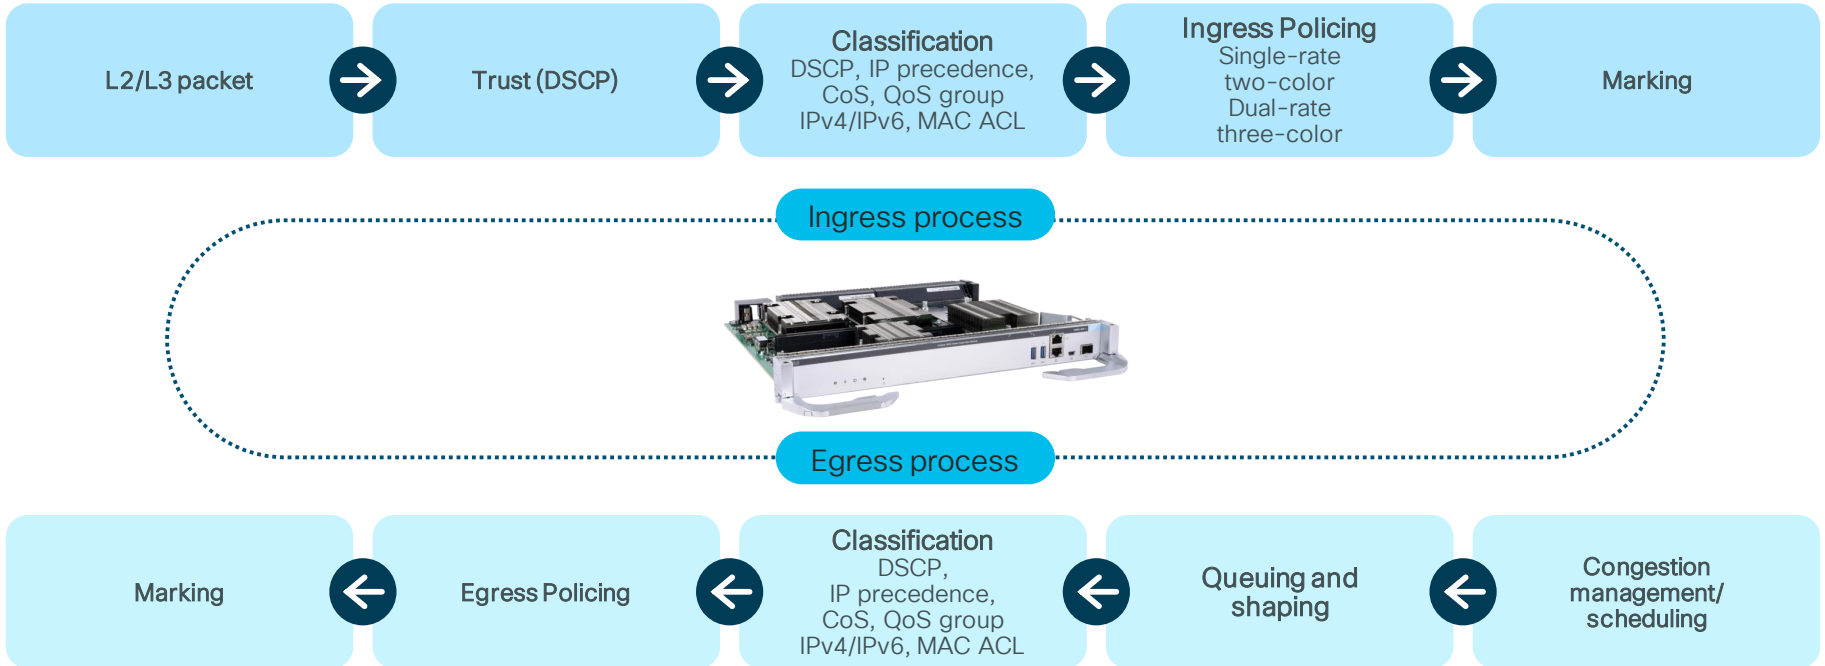 L2/L3 packet
Trust (DSCP)
Classification
DSCP, IP precedence,
CoS, QoS group
IPv4/IPv6, MAC ACL
Ingress Policing
Single-rate
two-color
Dual-rate
three-color
Marking
Ingress process
Egress process
Marking
Egress Policing
Classification
DSCP,
IP precedence,
CoS, QoS group
IPv4/IPv6, MAC ACL
Queuing and
shaping
Congestion
management/
scheduling